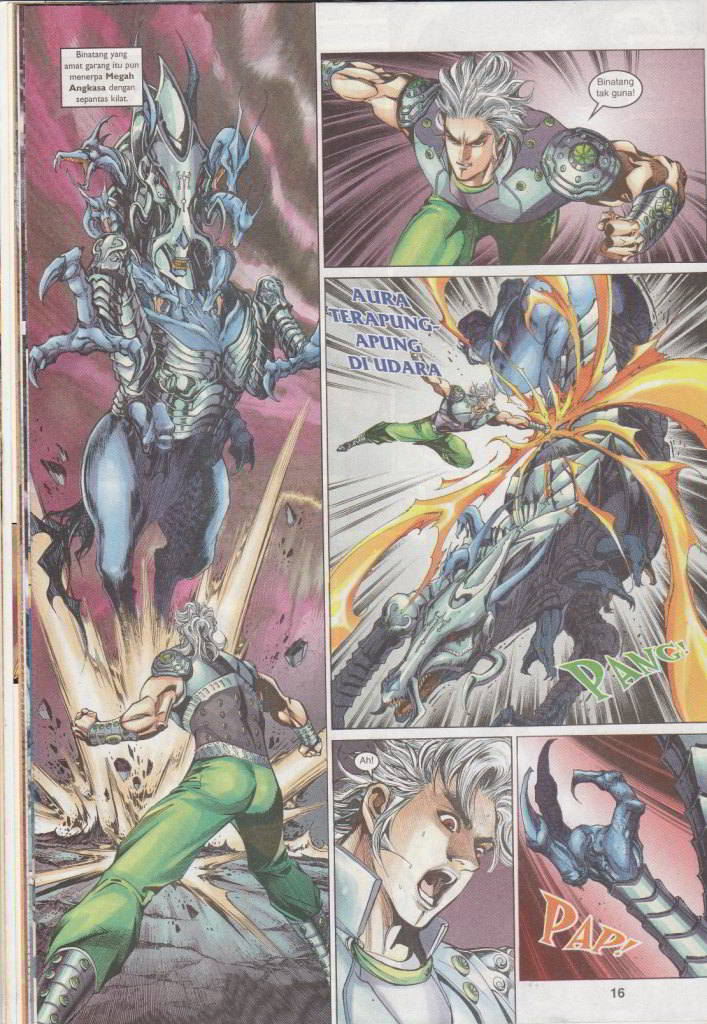 Binatang yang
amat garang itu pun
menerpa Megah
Angkasa dengan
sepantas kilat.
Binatang
tak guna!
AURA
TERAPUNG-
APUNG
DI UDARA
PANG!
Ah!
PAP!
16